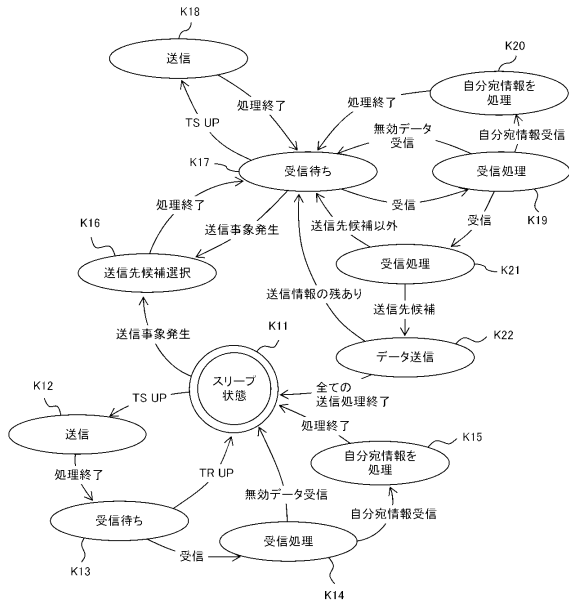 K18
送信
K20
自分宛情報を
処理
処理終了
処理終了
TS UP
無効データ
受信
自分宛情報受信
K17
受信待ち
受信処理
受信
K19
処理終了
K16
送信事象発生
送信先候補以外
受信
送信先候補選択
受信処理
K21
送信情報の残あり
送信先候補
送信事象発生
K11
K22
データ送信
スリープ
状態
全ての
送信処理終了
K12
TS UP
処理終了
送信
K15
自分宛情報を
処理
処理終了
TR UP
無効データ受信
自分宛情報受信
受信待ち
受信
受信処理
K13
K14